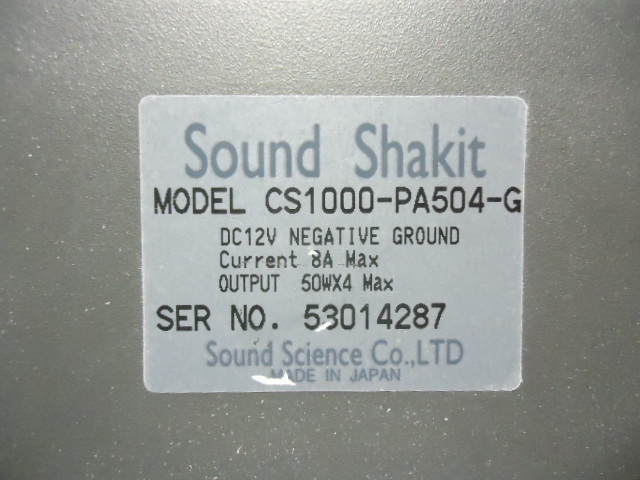 Sound Shakit
MODEL CS1000-PA504-G
DC12V NEGATIVE GROUND
Current 8A Max
OUTPUT 50WX4 Max
SER NO. 53014287
Sound Science Co.,LTD
MADE IN JAPAN